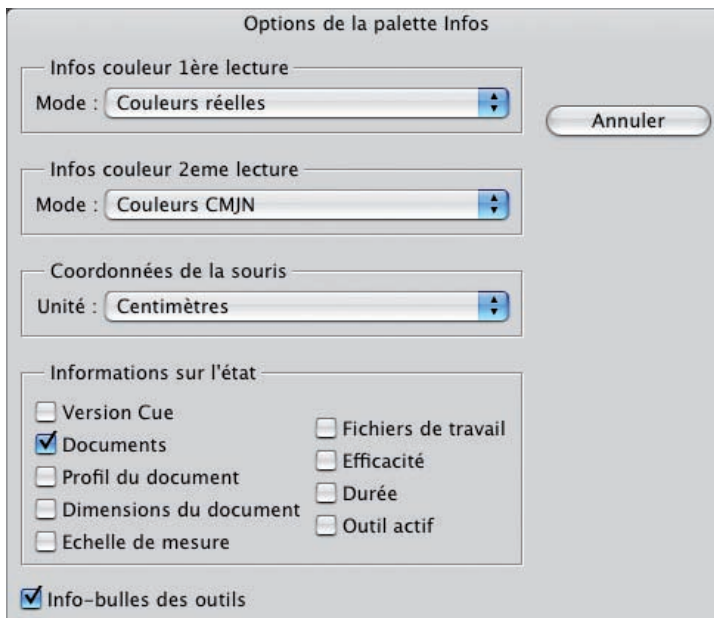 Options de la palette Infos
Infos couleur 1ère lecture
Mode : Couleurs réelles
Annuler
Infos couleur 2eme lecture
Mode : Couleurs CMJN
Coordonnées de la souris
Unité : Centimètres
Informations sur l'état
Version Cue
Documents
Profil du document
Dimensions du document
Echelle de mesure
Fichiers de travail
Efficacité
Durée
Outil actif
Info-bulles des outils